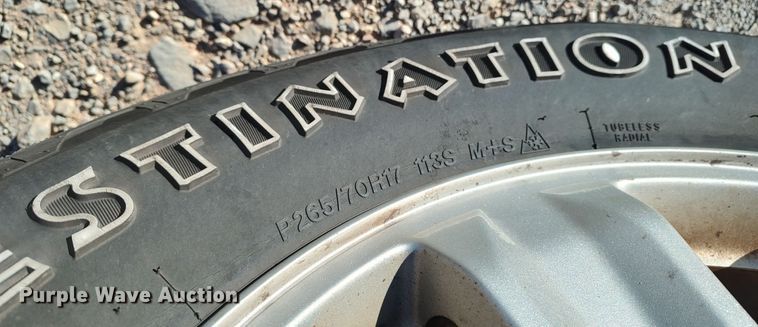 STINATION
P265/70R17 113S M+S
TUBELESS
RADIAL
Purple Wave Auction